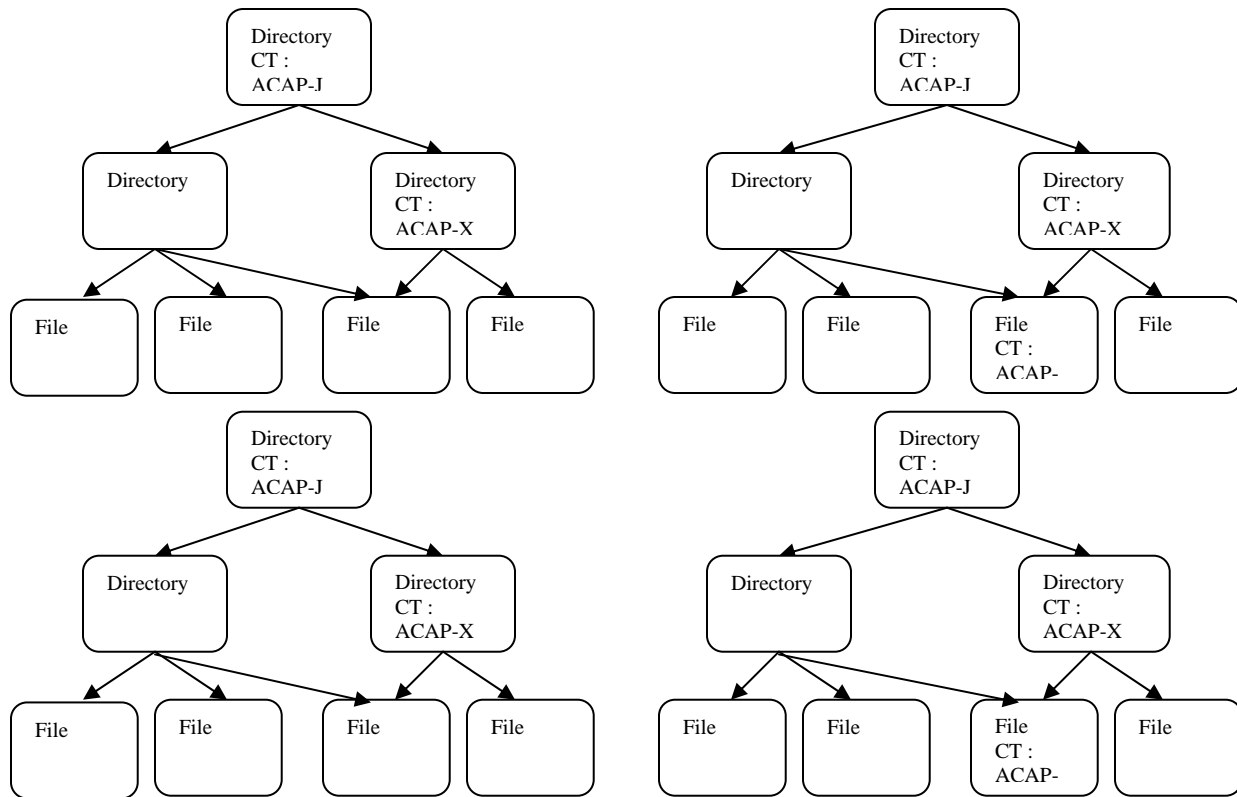 Directory
CT :
ACAP-J
Directory
Directory
CT :
ACAP-X
File
File
File
File
Directory
CT :
ACAP-J
Directory
Directory
CT :
ACAP-X
File
File
File
CT :
ACAP-
File
Directory
CT :
ACAP-J
Directory
Directory
CT :
ACAP-X
File
File
File
File
Directory
CT :
ACAP-J
Directory
Directory
CT :
ACAP-X
File
File
File
CT :
ACAP-
File